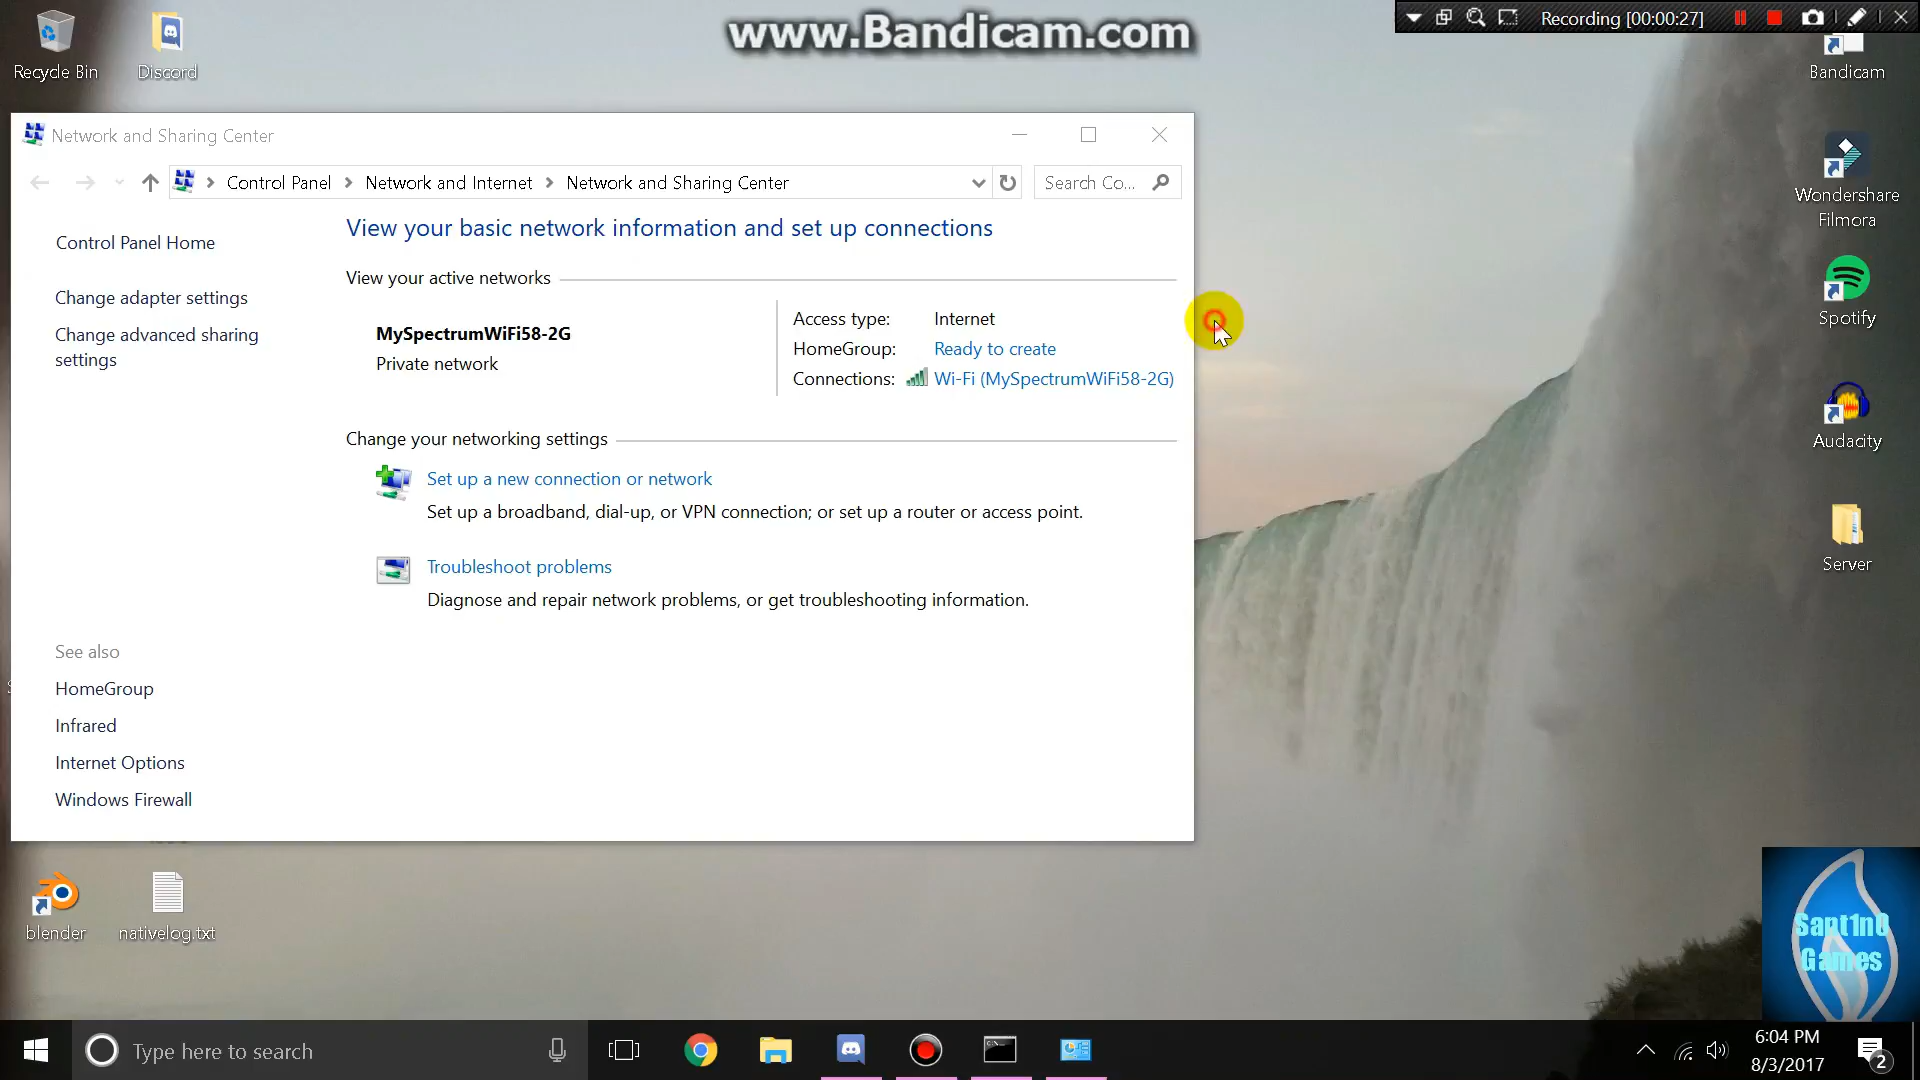 www.Bandicam.com
Recording [00:00:27]
Recycle Bin
Discord
Bandicam
Network and Sharing Center
Control Panel
Network and Internet
Network and Sharing Center
Search Co...
Wondershare
Filmora
View your basic network information and set up connections
Control Panel Home
View your active networks
Change adapter settings
Change advanced sharing
settings
MySpectrumWiFi58-2G
Private network
Access type:
Internet
HomeGroup:
Ready to create
Connections:
Wi-Fi (MySpectrumWiFi58-2G)
Spotify
Change your networking settings
Audacity
Set up a new connection or network
Set up a broadband, dial-up, or VPN connection; or set up a router or access point.
Troubleshoot problems
Diagnose and repair network problems, or get troubleshooting information.
Server
See also
HomeGroup
Infrared
Internet Options
Windows Firewall
blender
nativelog.txt
Sant1n0
Games
Type here to search
6:04 PM
8/3/2017
2